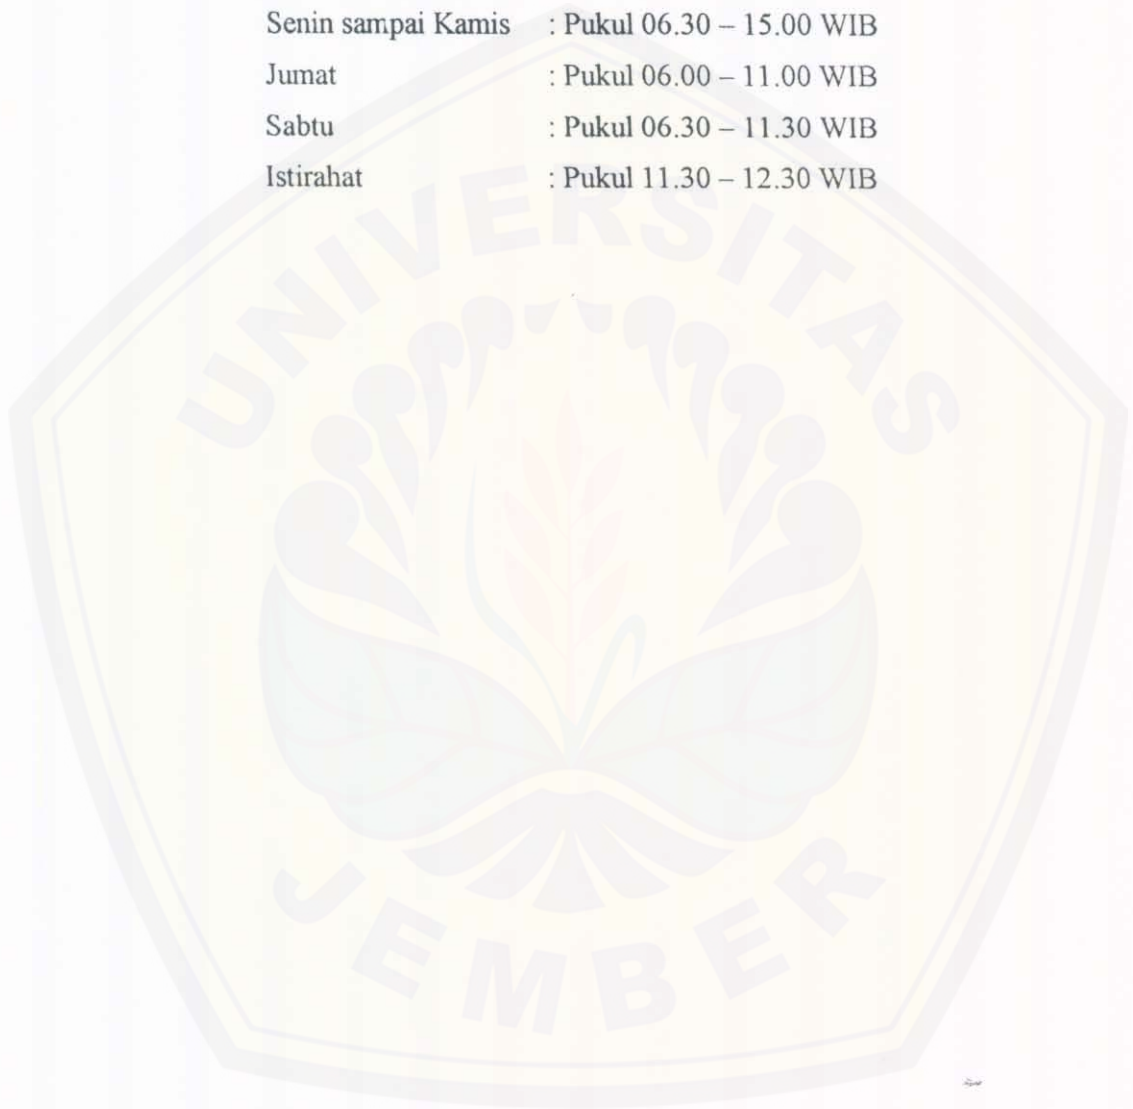 Senin sampai Kamis : Pukul 06.30 – 15.00 WIB
Jumat : Pukul 06.00 – 11.00 WIB
Sabtu : Pukul 06.30 – 11.30 WIB
Istirahat : Pukul 11.30 – 12.30 WIB
UNIVERSITAS
JEMBER